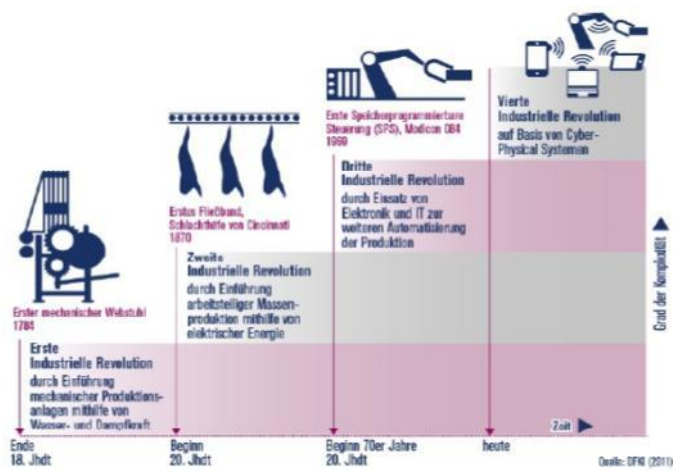 Vierte
Industrielle Revolution
auf Basis von Cyber-
Physical Systemen
Erste Speicherprogrammierbare
Steuerung (SPS), Modicon 084
1969
Dritte
Industrielle Revolution
durch Einsatz von
Elektronik und IT zur
weiteren Automatisierung
der Produktion
Erstes Fließband,
Schlachthöfe von Cincinnati
1870
Zweite
Industrielle Revolution
durch Einführung
arbeitsteiliger Massen-
produktion mithilfe von
elektrischer Energie
Erster mechanischer Webstuhl
1784
Erste
Industrielle Revolution
durch Einführung
mechanischer Produktions-
anlagen mithilfe von
Wasser- und Dampfkraft
Grad der Komplexität
Zeit
Ende
18. Jhdt
Beginn
20. Jhdt
Beginn 70er Jahre
20. Jhdt
heute
Quelle: DFKI (2011)